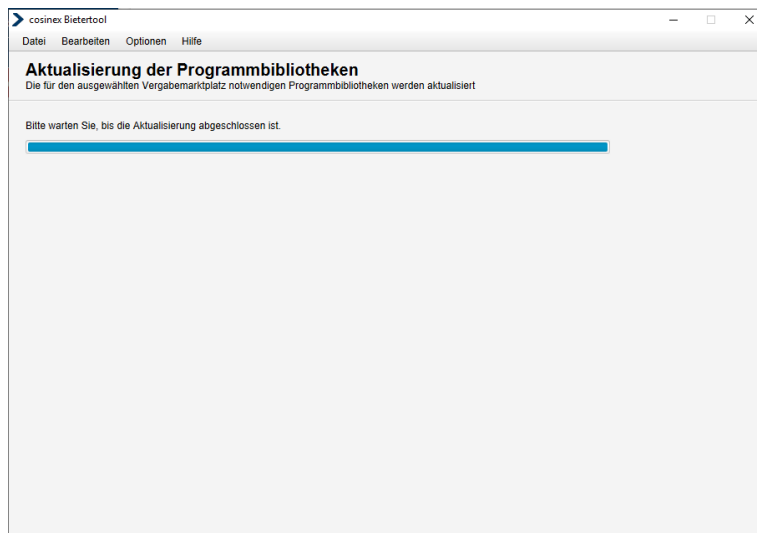 cosinex Bietertool
Datei Bearbeiten Optionen Hilfe
Aktualisierung der Programmbibliotheken
Die für den ausgewählten Vergabemarktplatz notwendigen Programmbibliotheken werden aktualisiert
Bitte warten Sie, bis die Aktualisierung abgeschlossen ist.